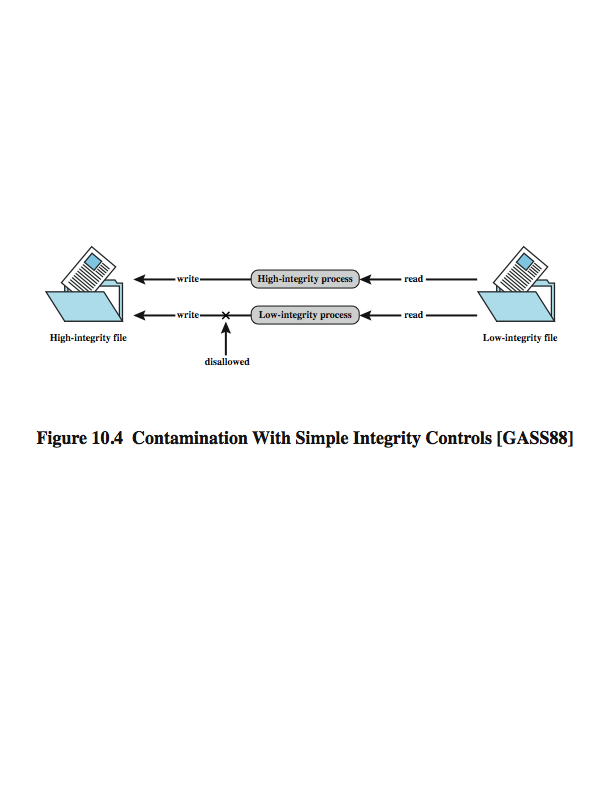 write
High-integrity process
read
write
Low-integrity process
read
High-integrity file
Low-integrity file
disallowed
Figure 10.4 Contamination With Simple Integrity Controls [GASS88]